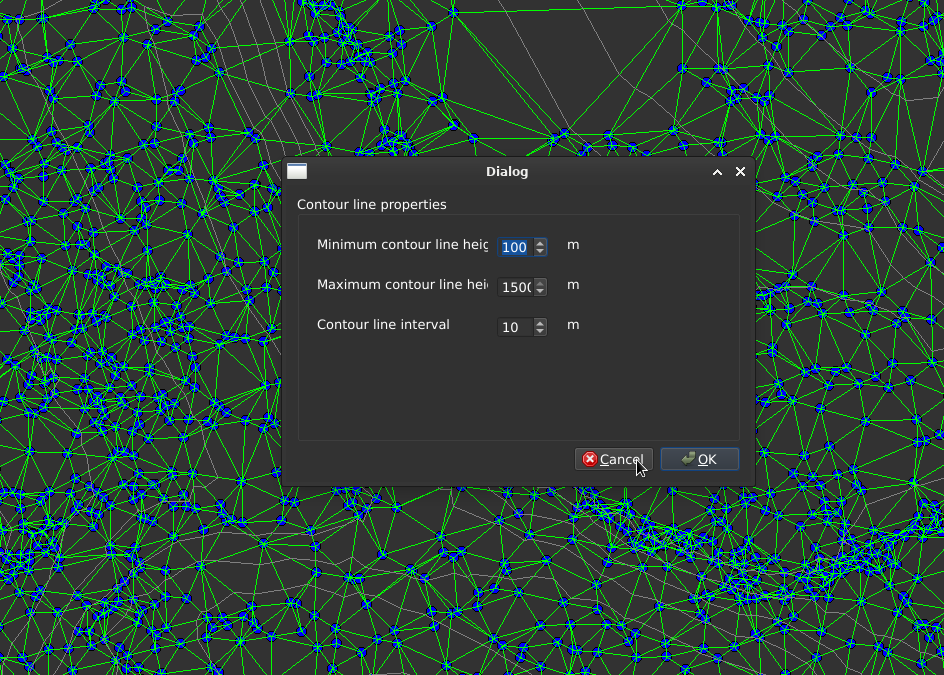 Dialog
Contour line properties
Minimum contour line heig 100 m
Maximum contour line hei 1500 m
Contour line interval 10 m
Cancel OK